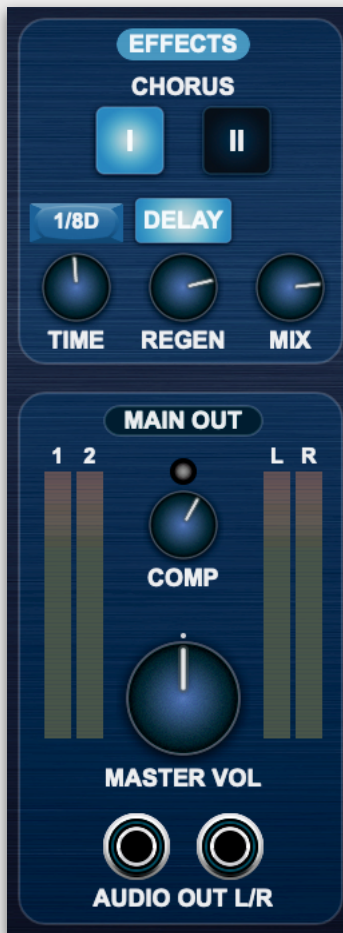 EFFECTS
CHORUS
I II
1/8D DELAY
TIME REGEN MIX
MAIN OUT
1 2 L R
COMP
MASTER VOL
AUDIO OUT L/R